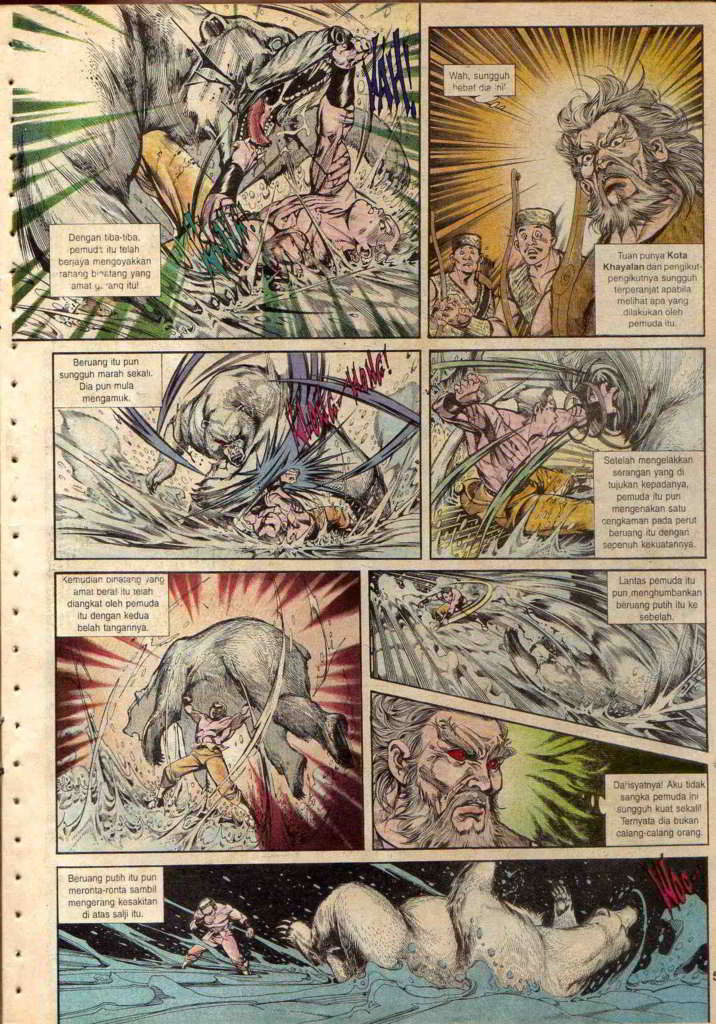 YAH!
Dengan tiba-tiba,
pemuda itu telah
berjaya mengoyakkan
rahang binatang yang
amat garang itu!
Wah, sungguh
hebat dia ini!
Tuan punya Kota
Khayalan dan pengikut-
pengikutnya sungguh
terperanjat apabila
melihat apa yang
dilakukan oleh
pemuda itu.
Beruang itu pun
sungguh marah sekali.
Dia pun mula
mengamuk.
Setelah mengelakkan
serangan yang di
tujukan kepadanya,
pemuda itu pun
mengenakan satu
cengkaman pada perut
beruang itu dengan
sepenuh kekuatannya.
Kemudian binatang yang
amat berat itu telah
diangkat oleh pemuda
itu dengan kedua
belah tangannya.
Lantas pemuda itu
pun menghumbankan
beruang putih itu ke
sebelah.
Dahsyatnya! Aku tidak
sangka pemuda ini
sungguh kuat sekali!
Ternyata dia bukan
calang-calang orang.
Beruang putih itu pun
meronta-ronta sambil
mengerang kesakitan
di atas salji itu.